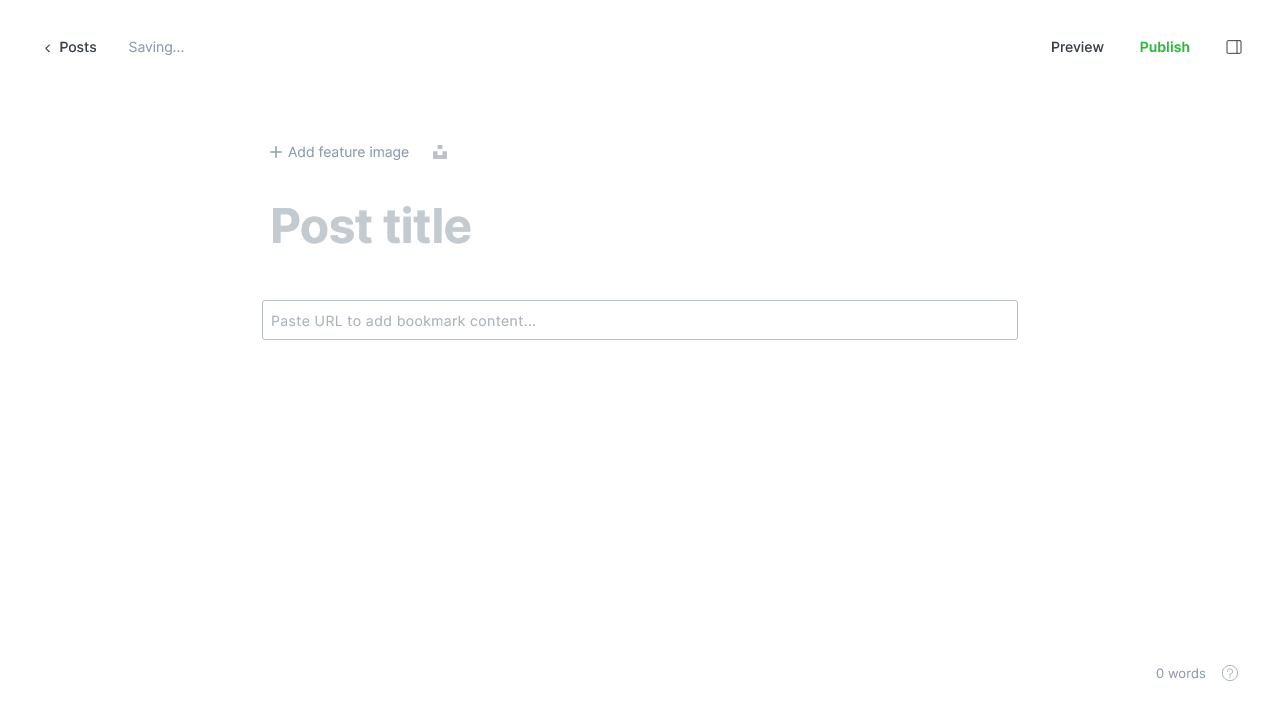 Posts
Saving...
Preview
Publish
Add feature image
Post title
Paste URL to add bookmark content...
0 words
?